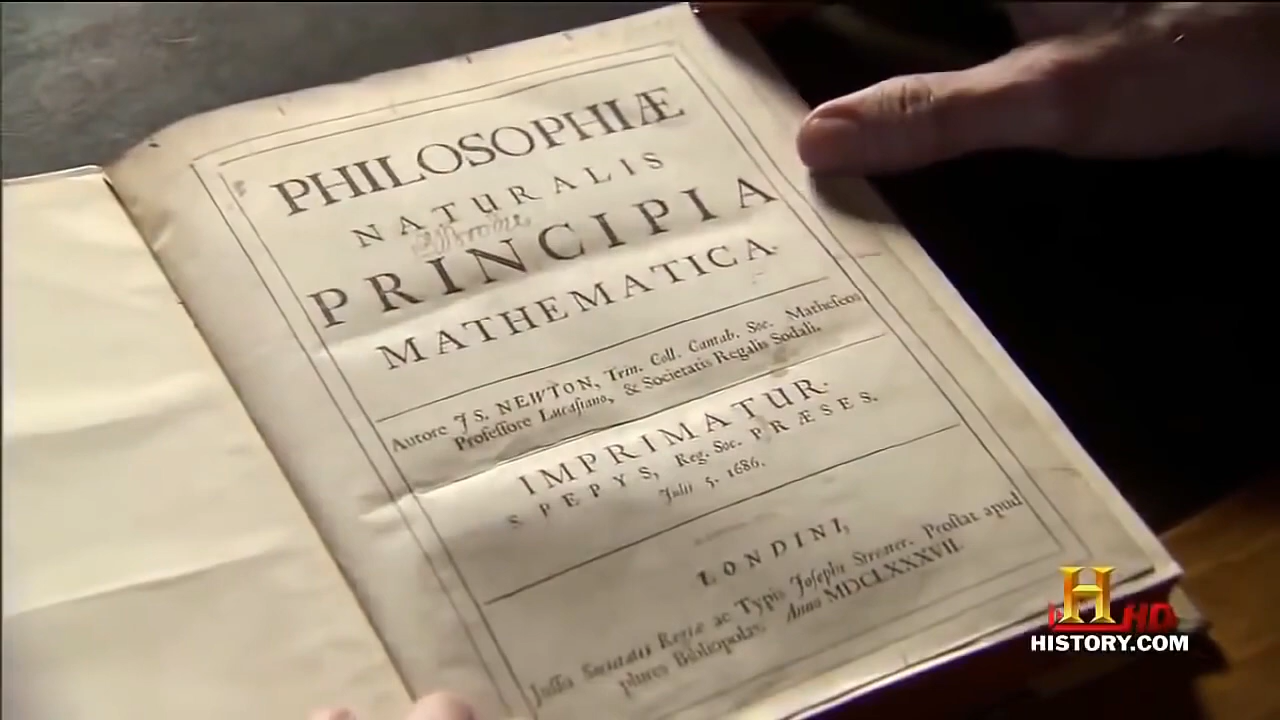 PHILOSOPHIÆ
NATURALIS
PRINCIPIA
MATHEMATICA.
Autore JS. NEWTON, Trin. Coll. Cantab. Soc. Matheseos
Professore Lucasiano, & Societatis Regalis Sodali.
IMPRIMATUR.
S. PEPYS, Reg. Soc. PRÆSES.
Julii 5. 1686.
LONDINI,
Jussu Societatis Regiæ ac Typis Josephi Streater. Prostat apud
plures Bibliopolas. Anno MDCLXXXVII.
H HD
HISTORY.COM